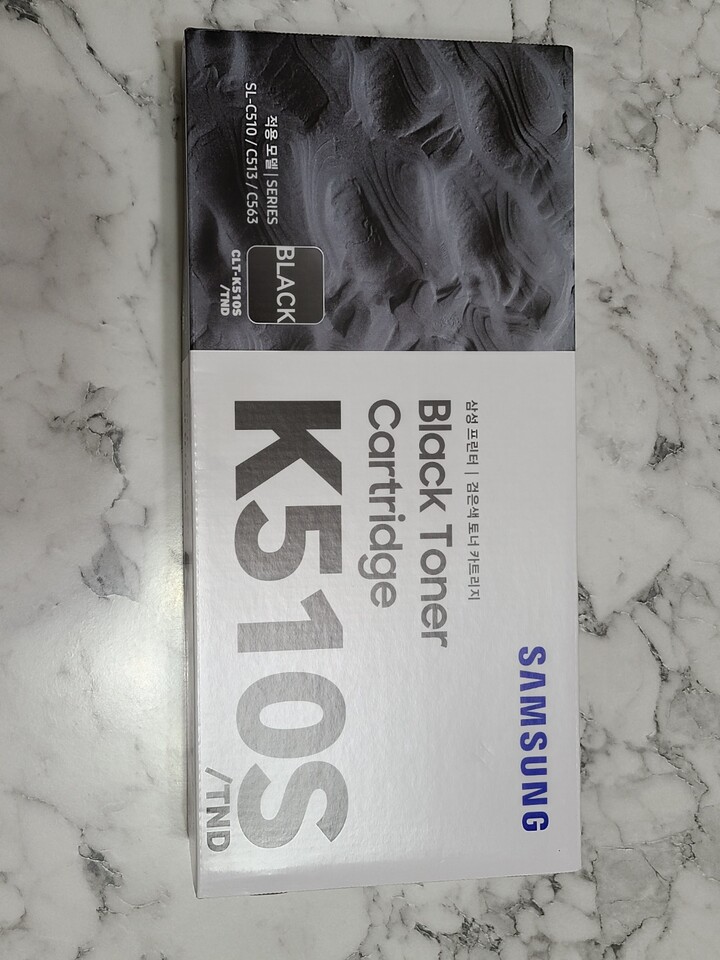 SAMSUNG
삼성 프린터 | 검은색 토너 카트리지
Black Toner
Cartridge
K510S
/TND
적용 모델 | SERIES
SL-C510 / C513 / C563
BLACK
CLT-K510S
/TND